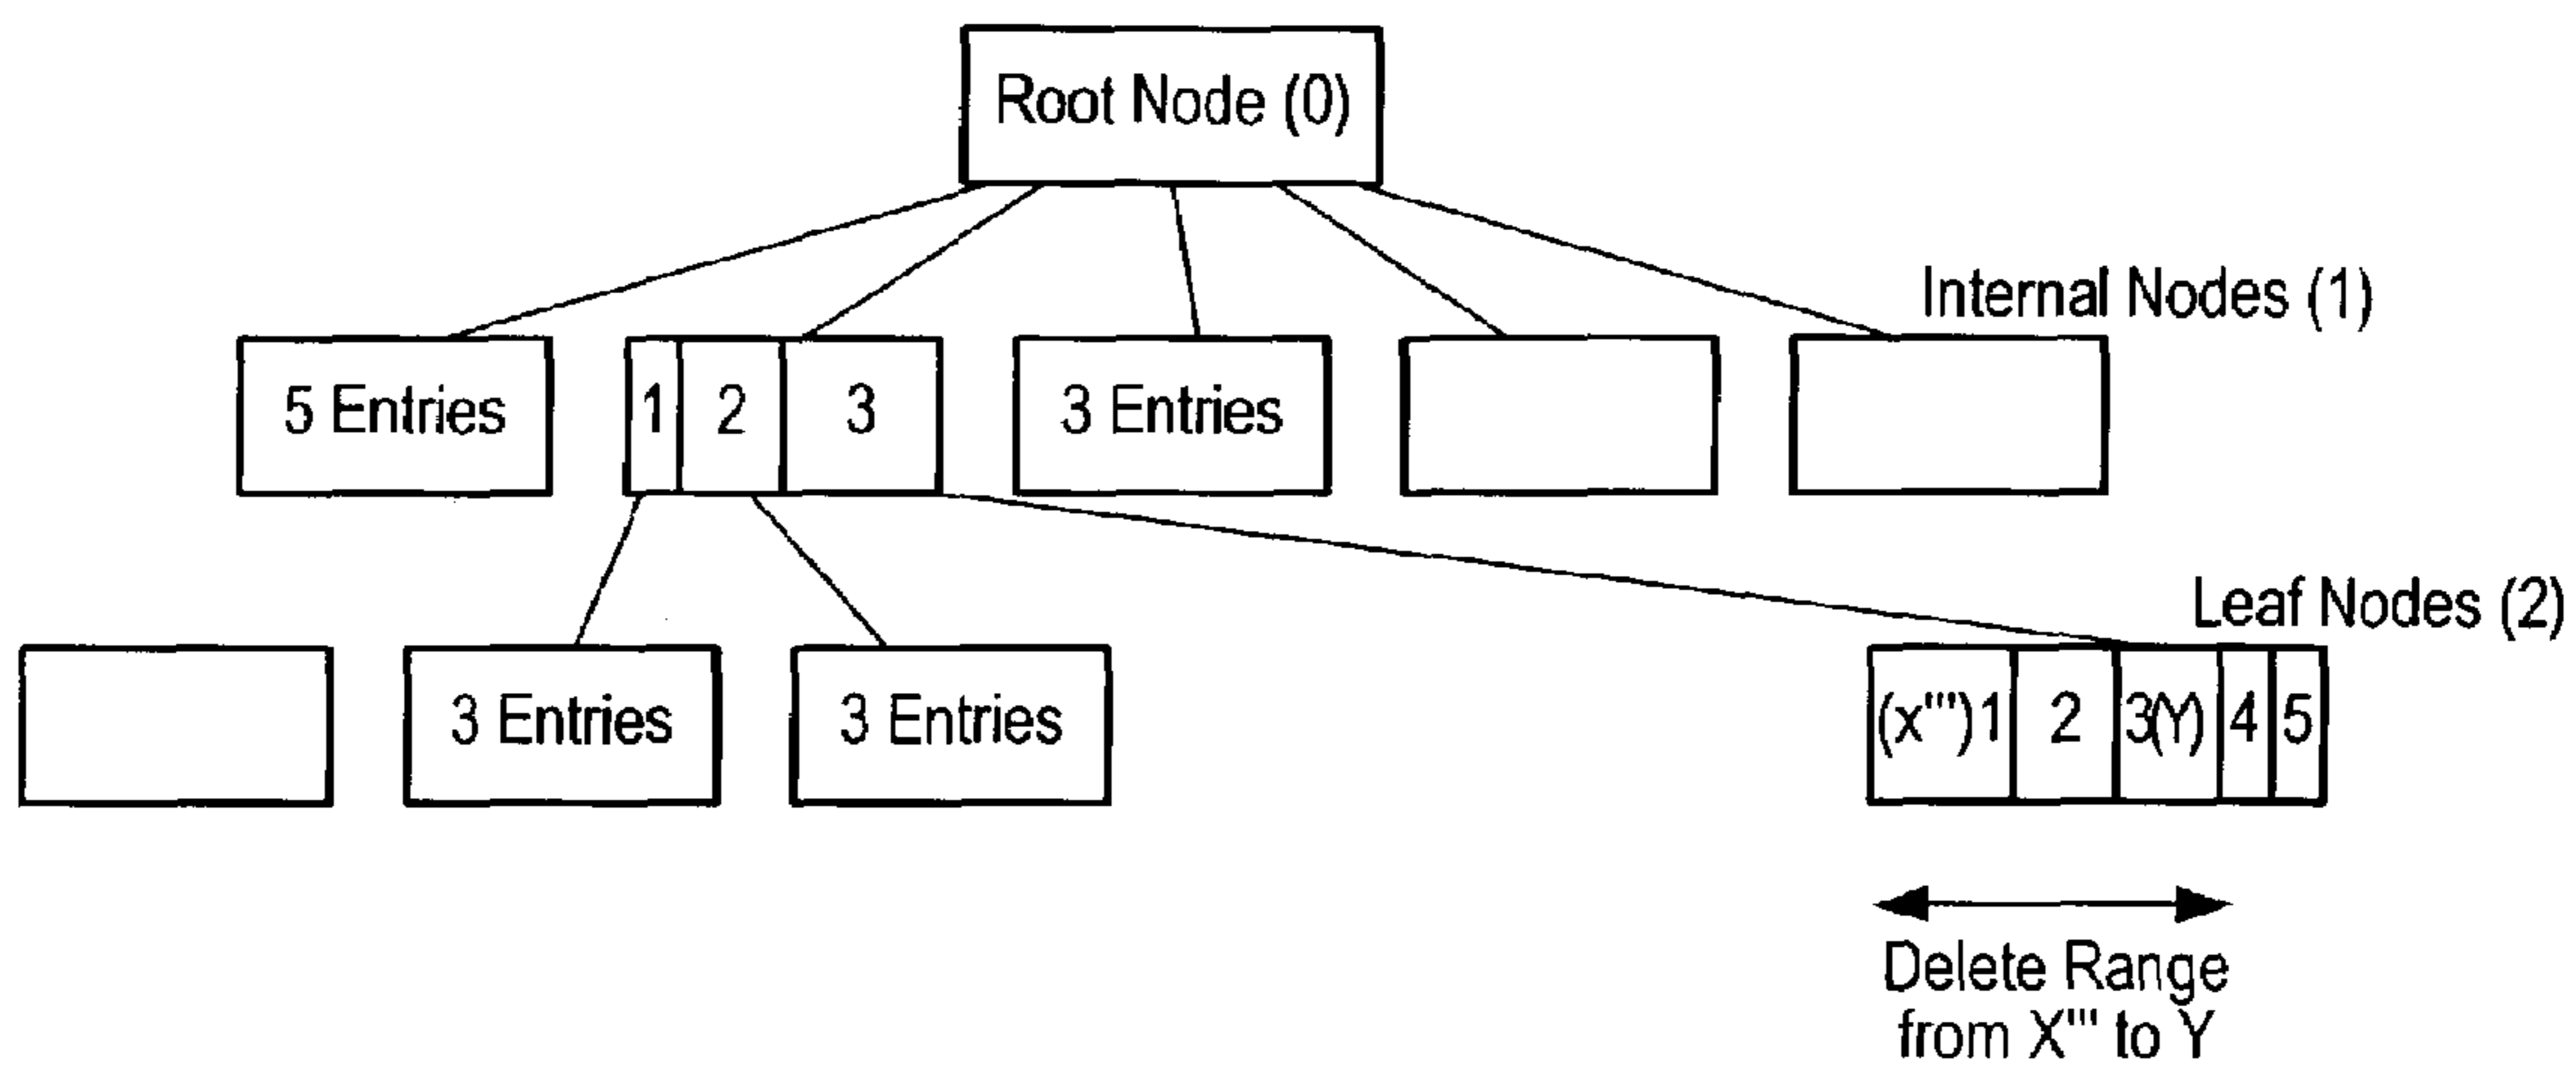 Root Node (0)
Internal Nodes (1)
5 Entries
1 2 3
3 Entries
Leaf Nodes (2)
3 Entries
3 Entries
(x''')1 2 3(Y) 4 5
Delete Range
from X''' to Y